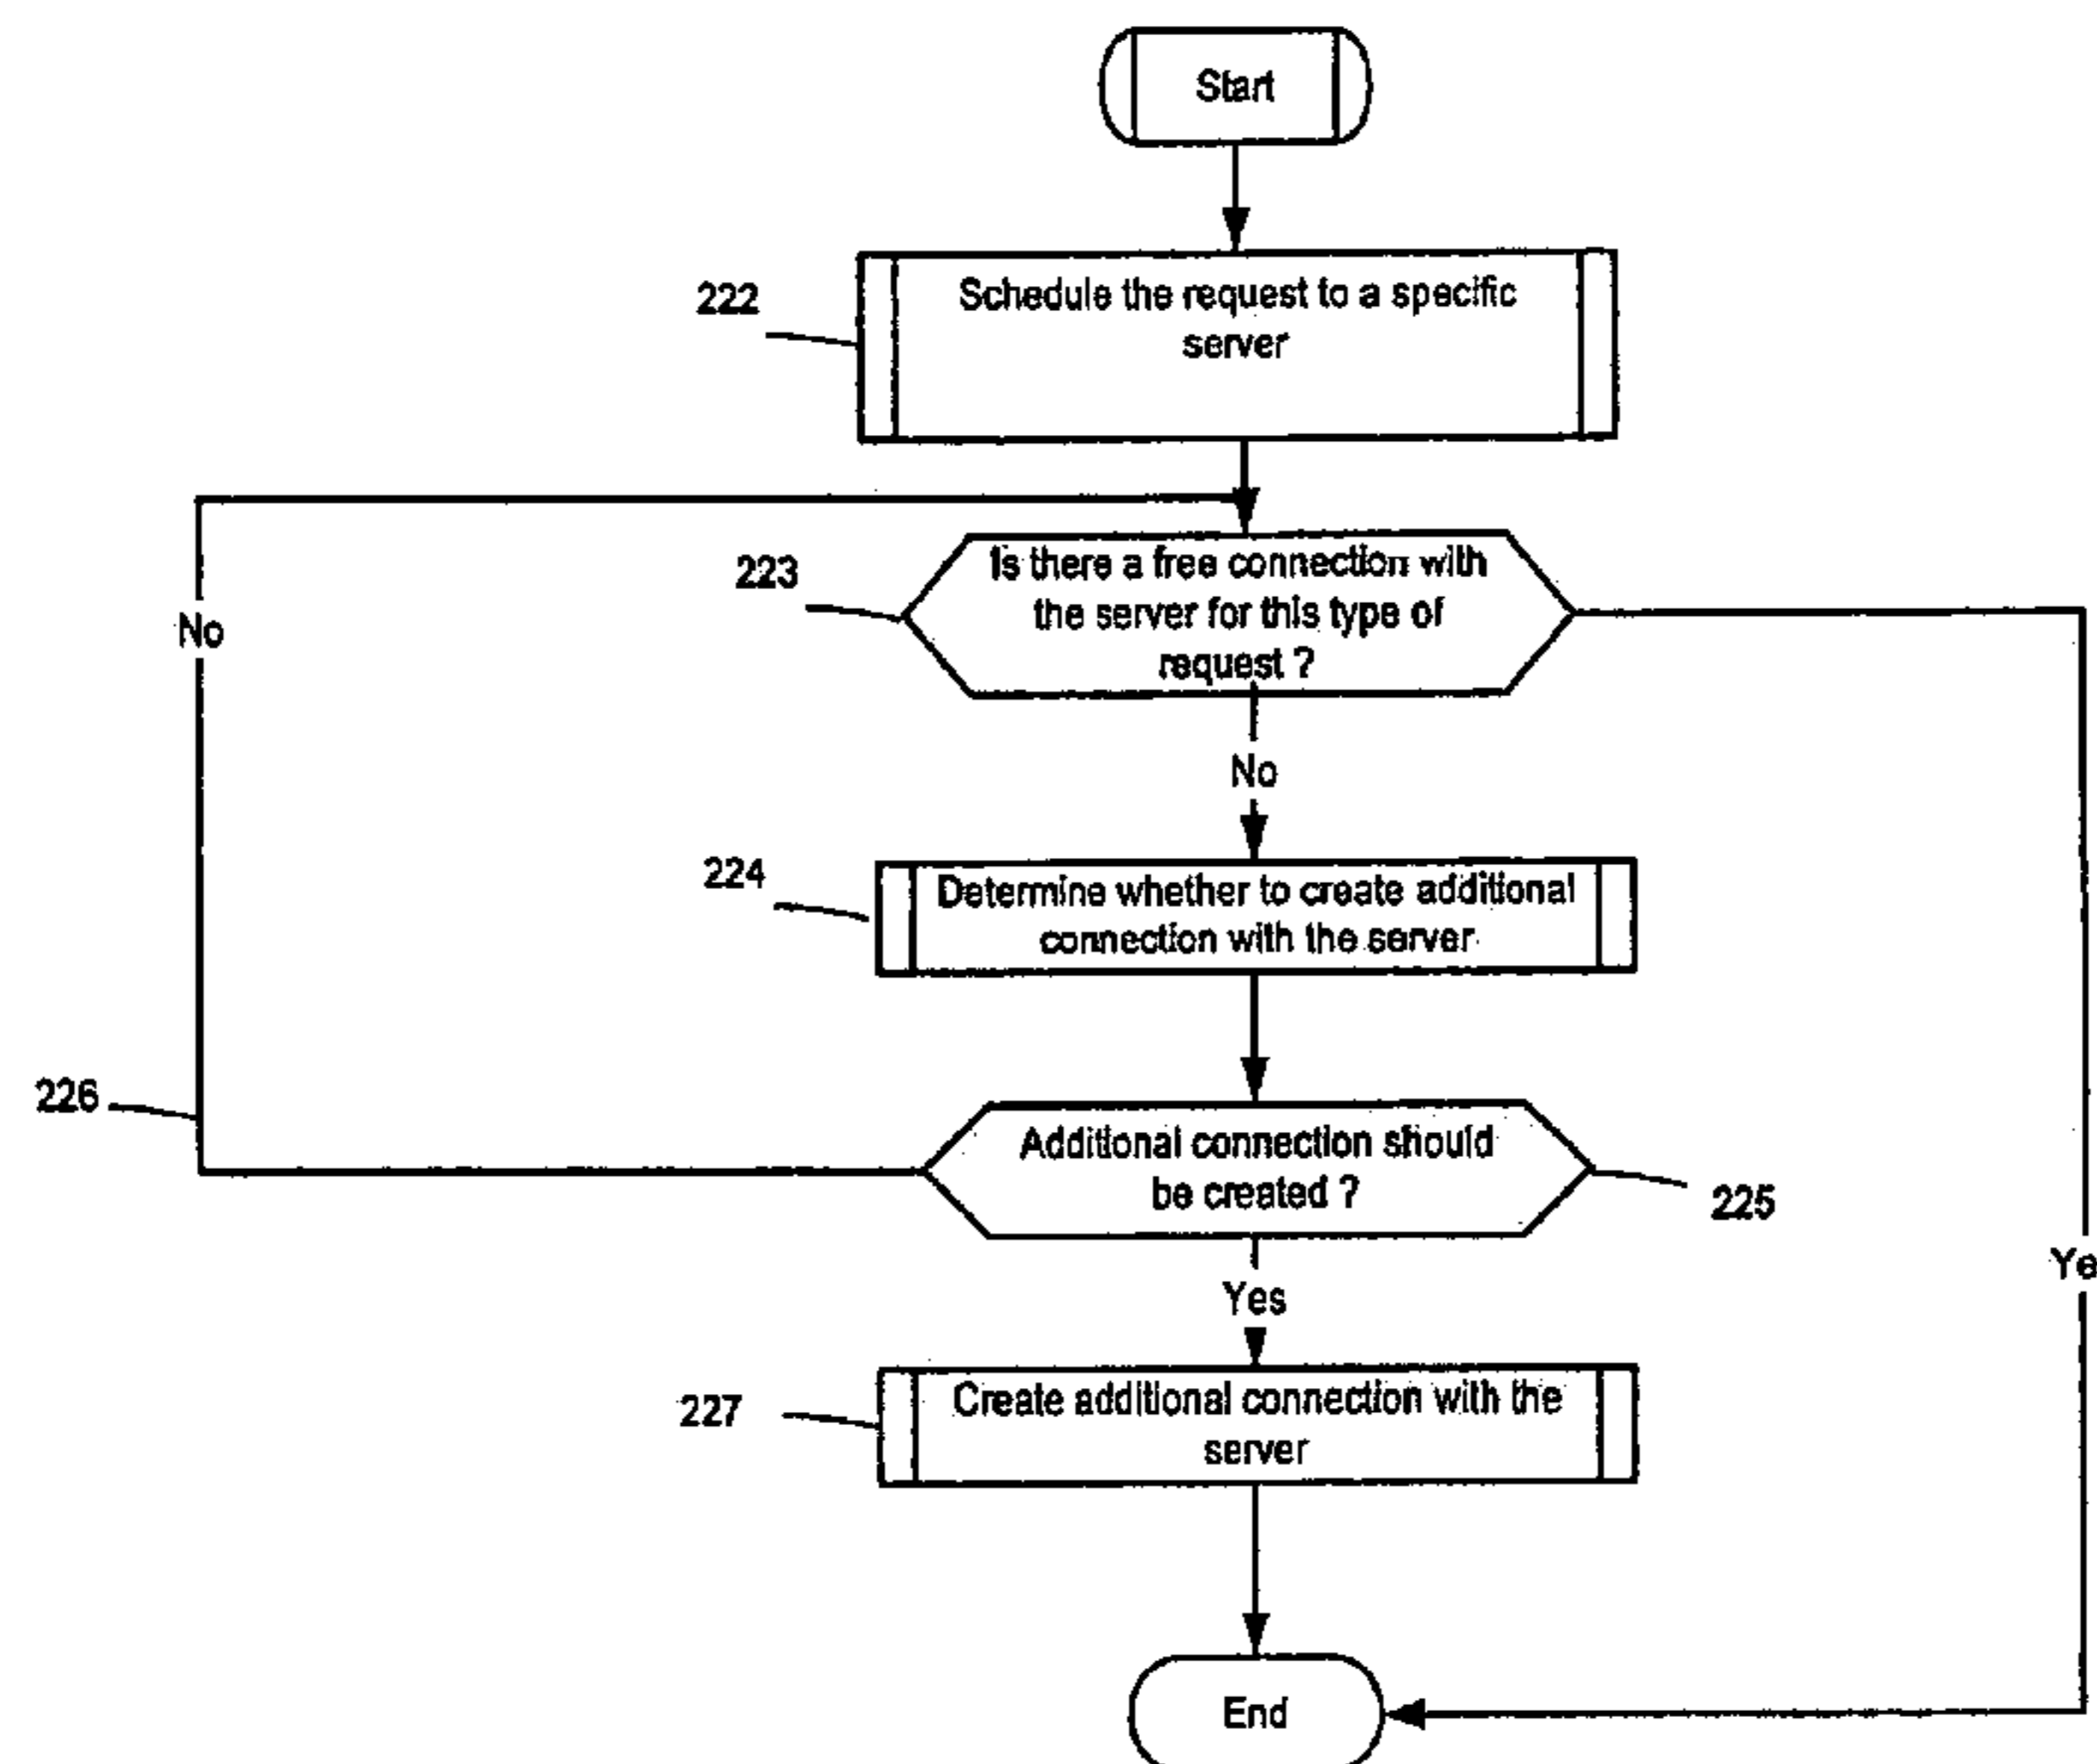 Start
222
Schedule the request to a specific
server
223
Is there a free connection with
the server for this type of
request ?
No
No
224
Determine whether to create additional
connection with the server
226
Additional connection should
be created ?
225
Yes
Ye
227
Create additional connection with the
server
End